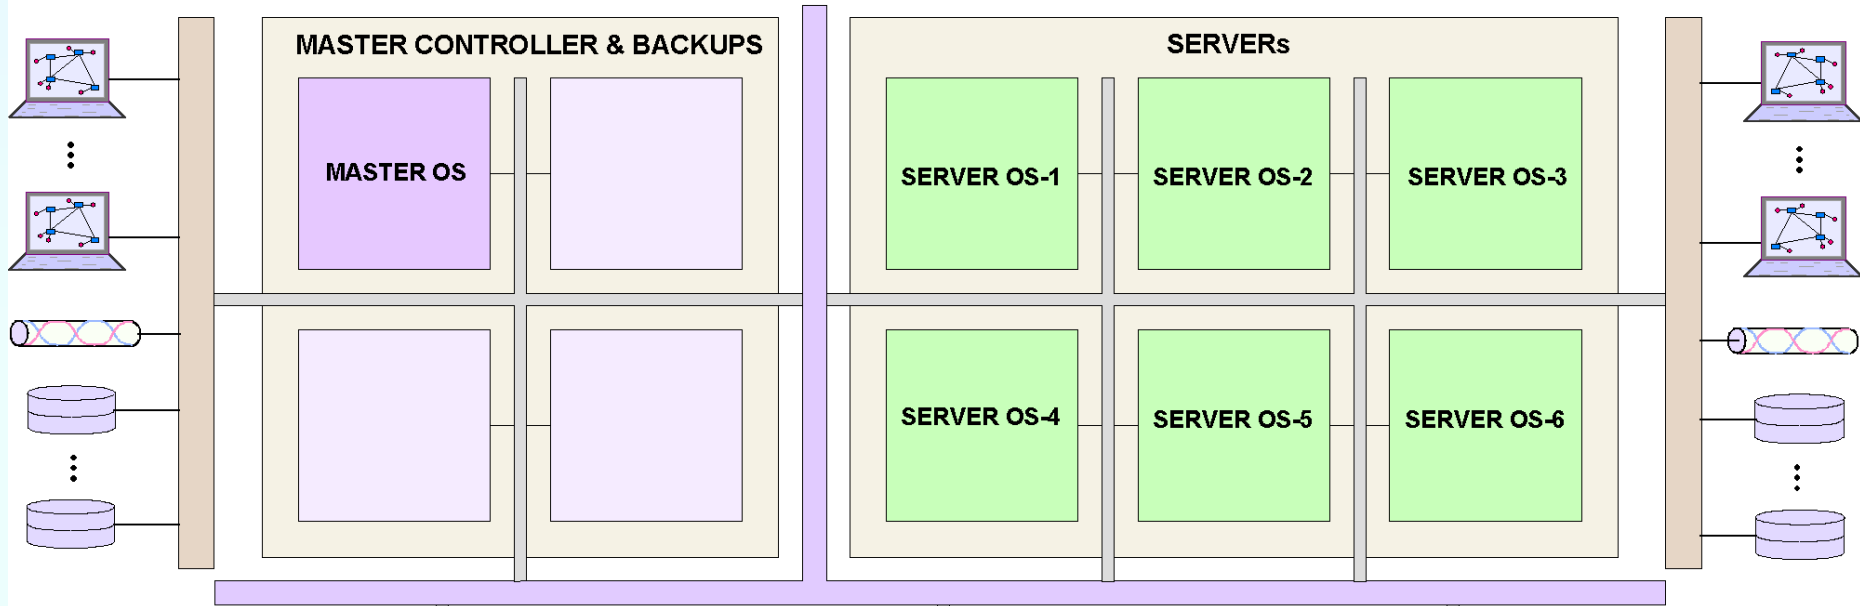 MASTER CONTROLLER & BACKUPS
SERVERs
MASTER OS
SERVER OS-1
SERVER OS-2
SERVER OS-3
SERVER OS-4
SERVER OS-5
SERVER OS-6